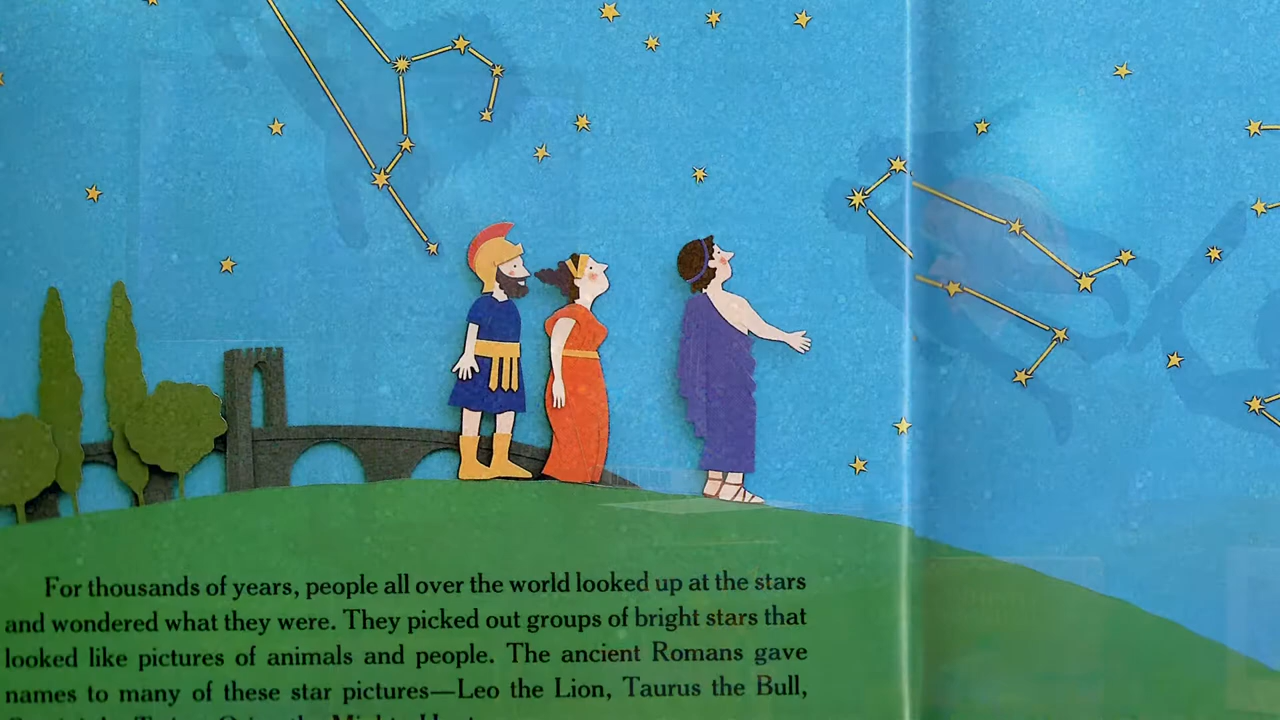 For thousands of years, people all over the world looked up at the stars
and wondered what they were. They picked out groups of bright stars that
looked like pictures of animals and people. The ancient Romans gave
names to many of these star pictures—Leo the Lion, Taurus the Bull,